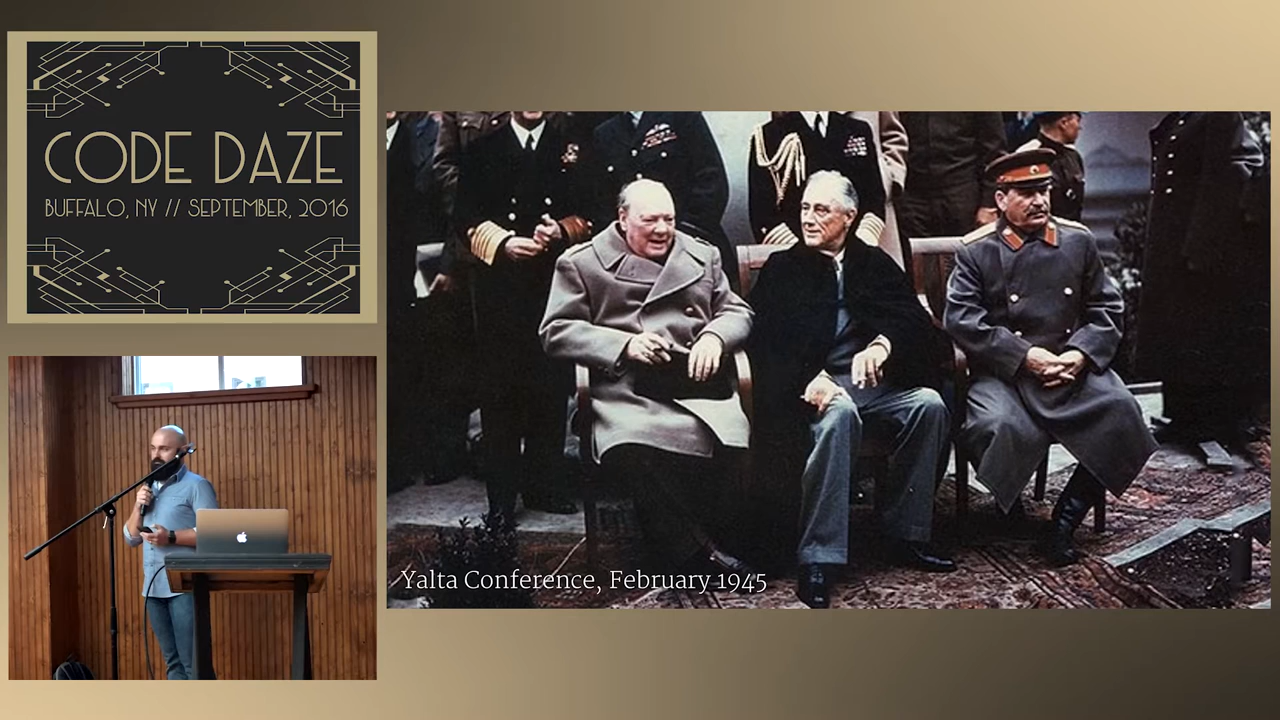 CODE DAZE
BUFFALO, NY // SEPTEMBER, 2016
Yalta Conference, February 1945